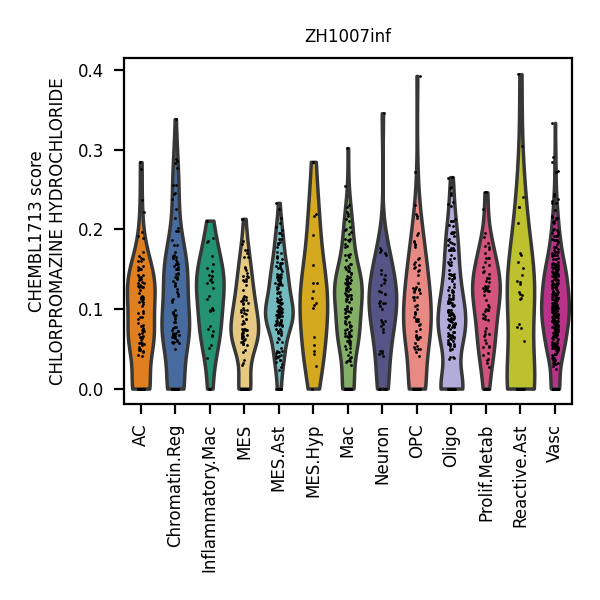 ZH1007inf
CHEMBL1713 score
CHLORPROMAZINE HYDROCHLORIDE
0.4
0.3
0.2
0.1
0.0
AC
Chromatin.Reg
Inflammatory.Mac
MES
MES.Ast
MES.Hyp
Mac
Neuron
OPC
Oligo
Prolif.Metab
Reactive.Ast
Vasc